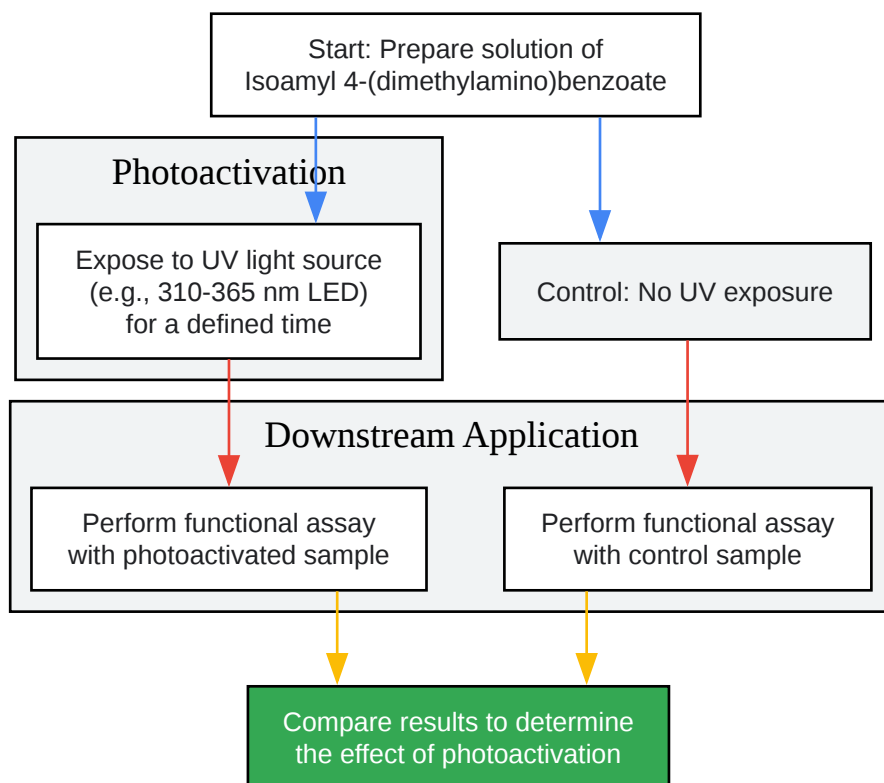 Start: Prepare solution of
Isoamyl 4-(dimethylamino)benzoate
Photoactivation
Expose to UV light source
(e.g., 310-365 nm LED)
for a defined time
Control: No UV exposure
Downstream Application
Perform functional assay
with photoactivated sample
Perform functional assay
with control sample
Compare results to determine
the effect of photoactivation